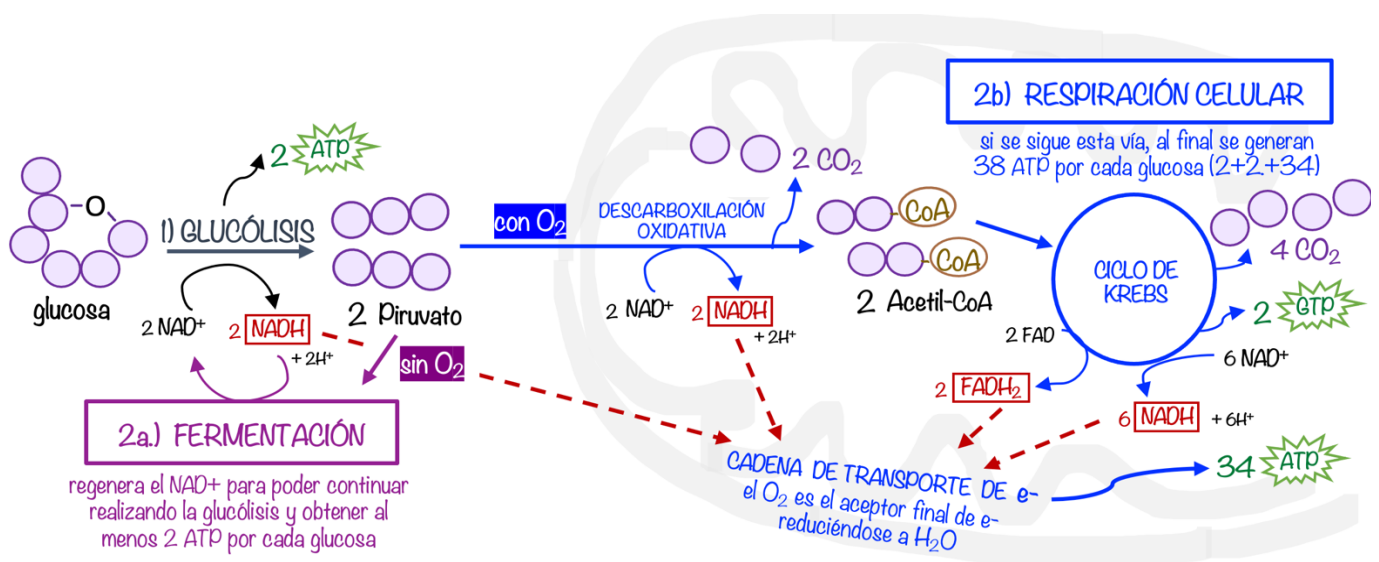 2b) RESPIRACIÓN CELULAR
si se sigue esta vía, al final se generan
38 ATP por cada glucosa (2+2+34)
2 ATP
2 CO₂
O
1) GLUCÓLISIS
con O₂
DESCARBOXILACIÓN
OXIDATIVA
CoA
CoA
4 CO₂
CICLO DE
KREBS
glucosa
2 Piruvato
2 Acetil-CoA
2 GTP
2 NAD+
2 NADH
+ 2H⁺
2 NAD+
2 NADH
+ 2H⁺
2 FAD
6 NAD⁺
sin O₂
2 FADH₂
6 NADH + 6H⁺
2a.) FERMENTACIÓN
regenera el NAD+ para poder continuar
realizando la glucólisis y obtener al
menos 2 ATP por cada glucosa
CADENA DE TRANSPORTE DE e-
el O₂ es el aceptor final de e-
reduciéndose a H₂O
34 ATP